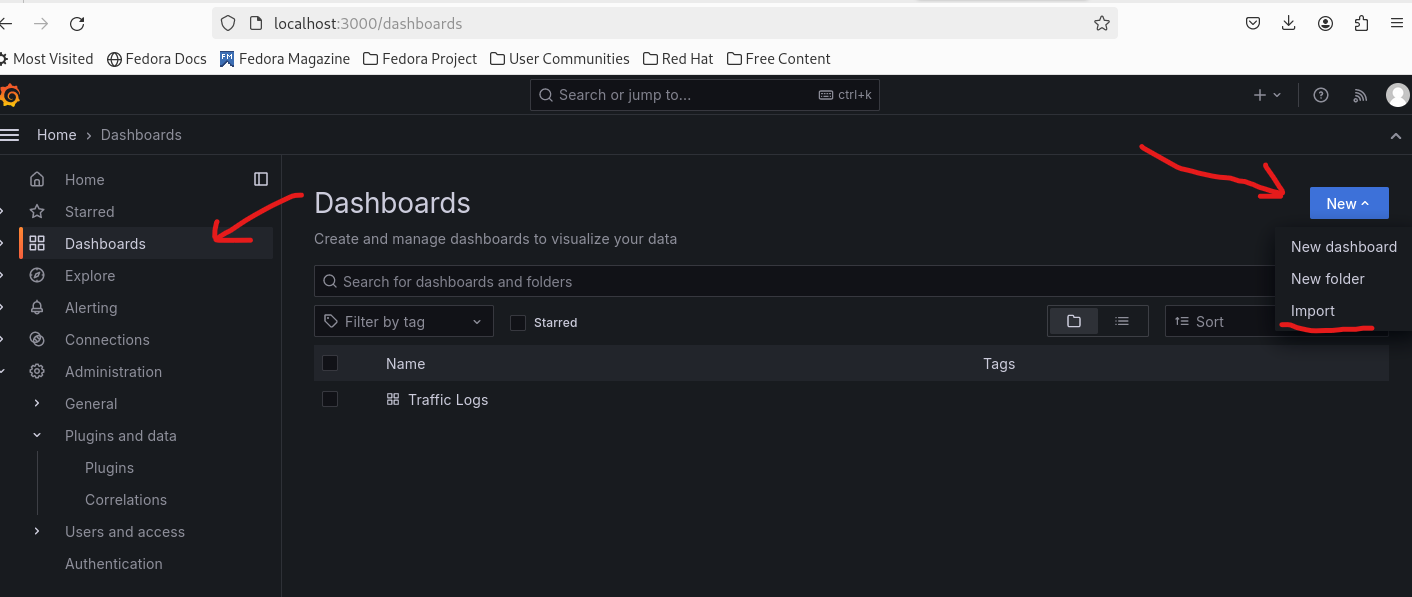 localhost:3000/dashboards
Most Visited Fedora Docs FM Fedora Magazine Fedora Project User Communities Red Hat Free Content
Search or jump to... ctrl+k
Home › Dashboards
Home
Starred
Dashboards
Explore
Alerting
Connections
Administration
General
Plugins and data
Plugins
Correlations
Users and access
Authentication
Dashboards
Create and manage dashboards to visualize your data
New
New dashboard
New folder
Import
Search for dashboards and folders
Filter by tag Starred Sort
Name Tags
Traffic Logs